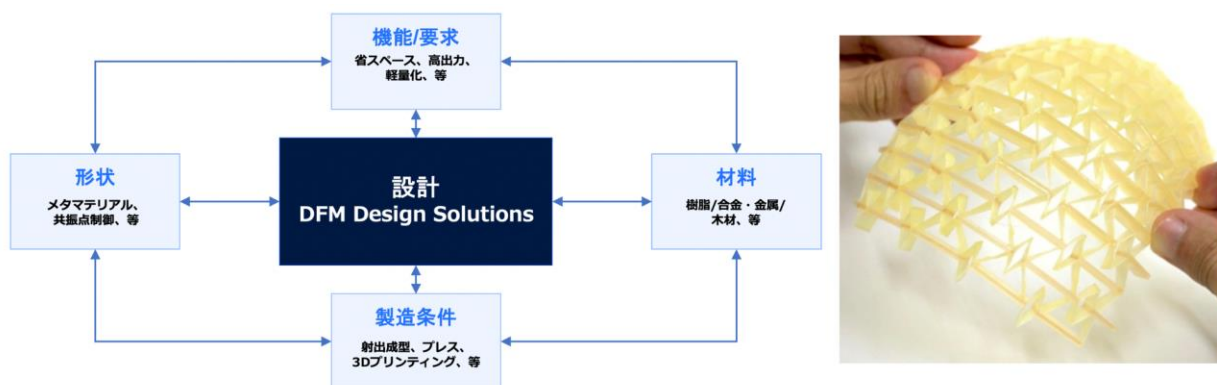 機能/要求
省スペース、高出力、
軽量化、等
形状
メタマテリアル、
共振点制御、等
設計
DFM Design Solutions
材料
樹脂/合金・金属/
木材、等
製造条件
射出成型、プレス、
3Dプリンティング、等